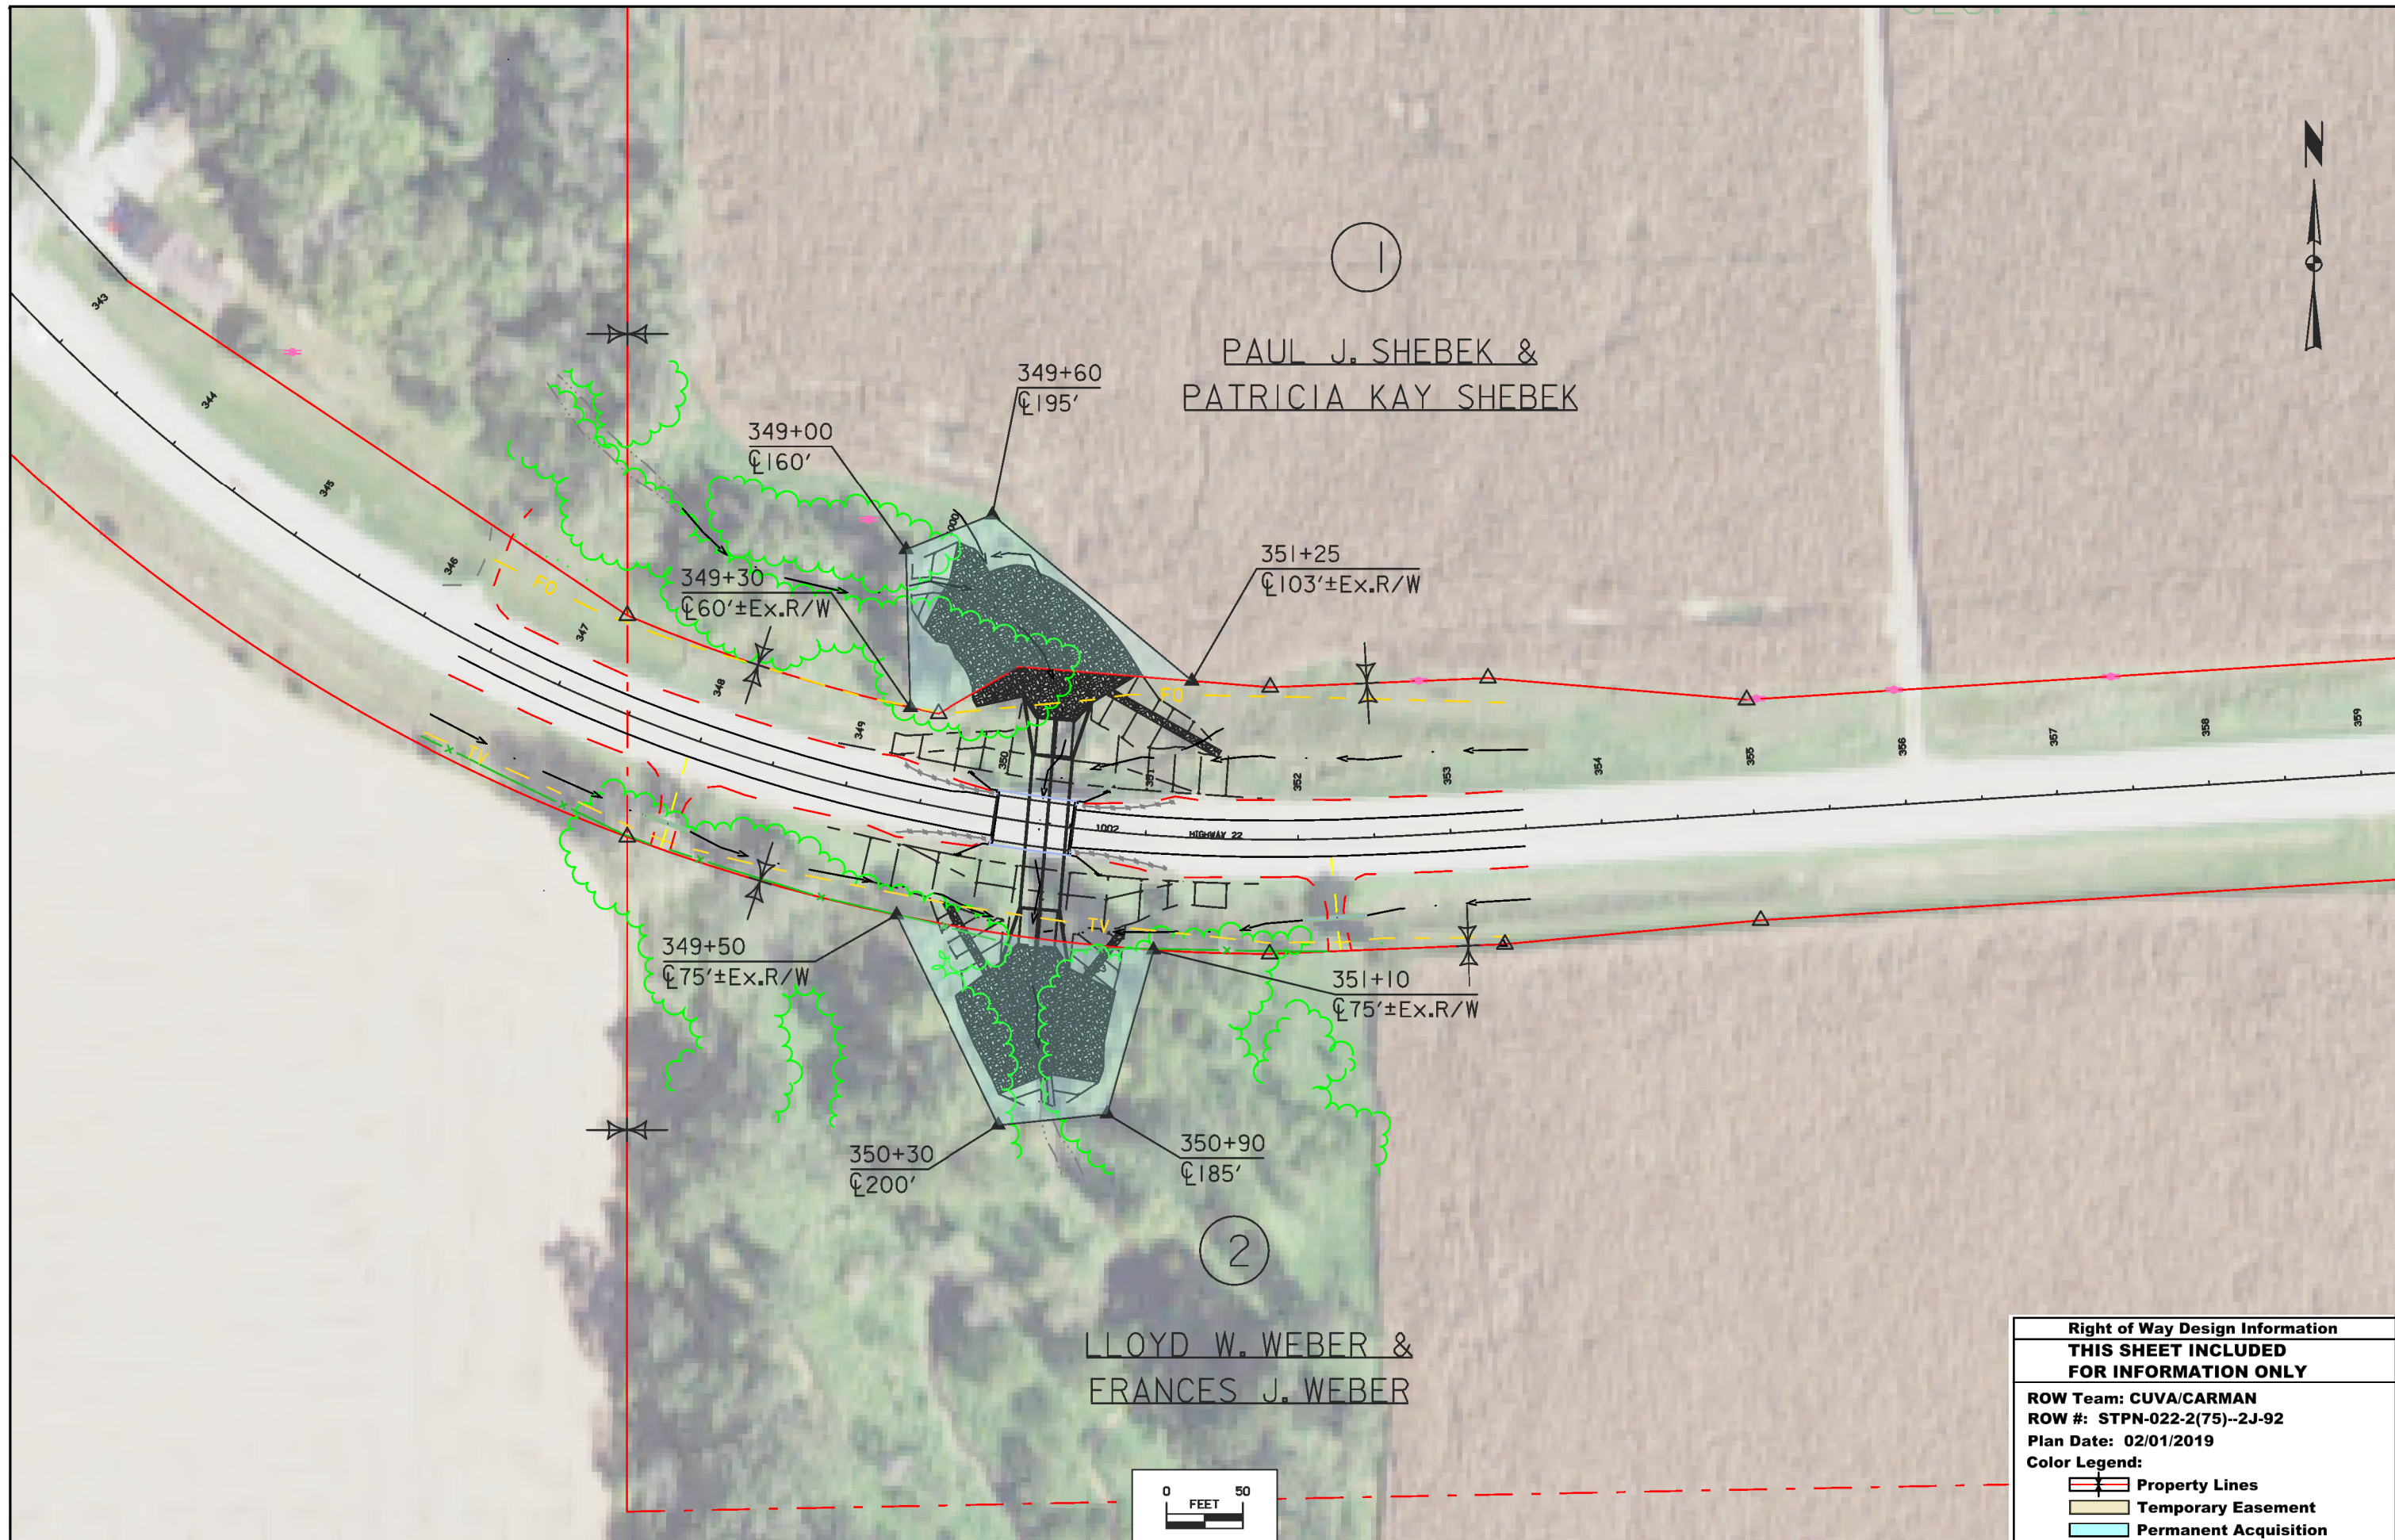 PAUL J. SHEBEK &
PATRICIA KAY SHEBEK
1
N
349+60
℄195'
349+00
℄160'
349+30
℄60'±Ex.R/W
351+25
℄103'±Ex.R/W
343
344
345
346
347
348
349
350
351
352
353
354
355
356
357
358
359
FO
FO
TV
TV
1002
HIGHWAY 22
349+50
℄75'±Ex.R/W
351+10
℄75'±Ex.R/W
350+30
℄200'
350+90
℄185'
2
LLOYD W. WEBER &
FRANCES J. WEBER
0 50
FEET
Right of Way Design Information
THIS SHEET INCLUDED
FOR INFORMATION ONLY
ROW Team: CUVA/CARMAN
ROW #: STPN-022-2(75)--2J-92
Plan Date: 02/01/2019
Color Legend:
Property Lines
Temporary Easement
Permanent Acquisition